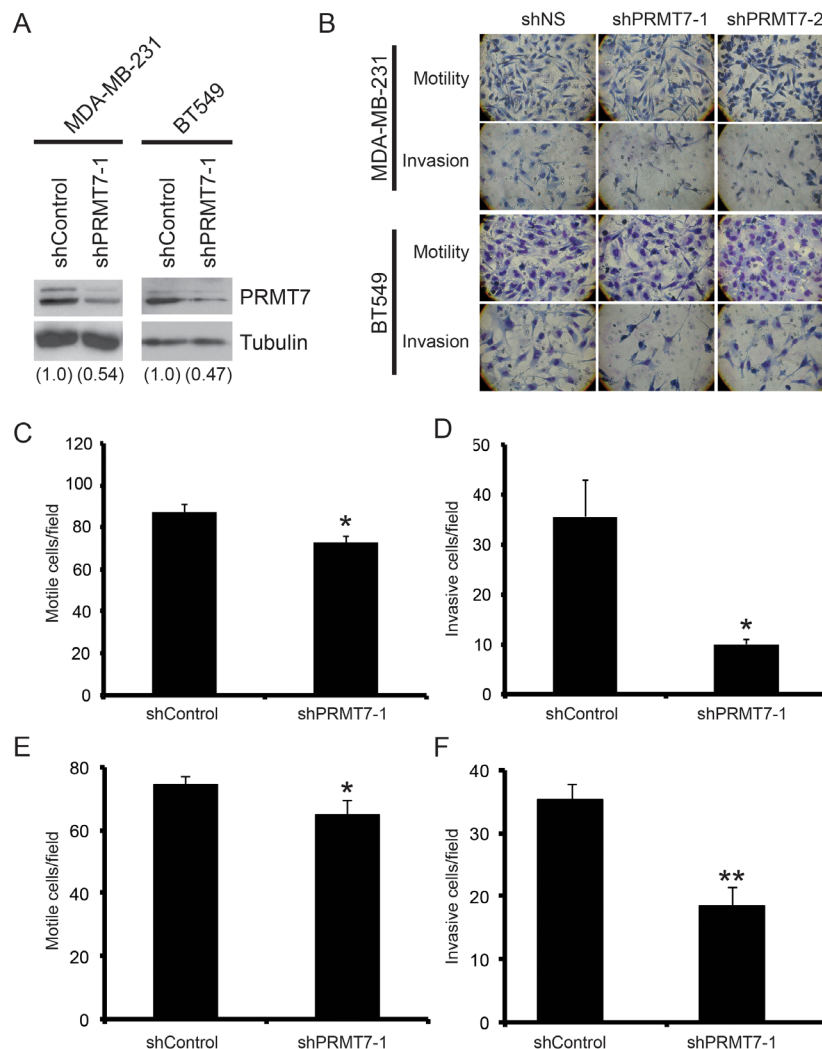 A
MDA-MB-231
BT549
shControl
shPRMT7-1
shControl
shPRMT7-1
PRMT7
Tubulin
(1.0) (0.54) (1.0) (0.47)
B
shNS shPRMT7-1 shPRMT7-2
MDA-MB-231
Motility
Invasion
BT549
Motility
Invasion
C
Motile cells/field
120
100
80
60
40
20
0
*
shControl shPRMT7-1
D
Invasive cells/field
50
40
30
20
10
0
*
shControl shPRMT7-1
E
Motile cells/field
80
60
40
20
0
*
shControl shPRMT7-1
F
Invasive cells/field
40
30
20
10
0
**
shControl shPRMT7-1